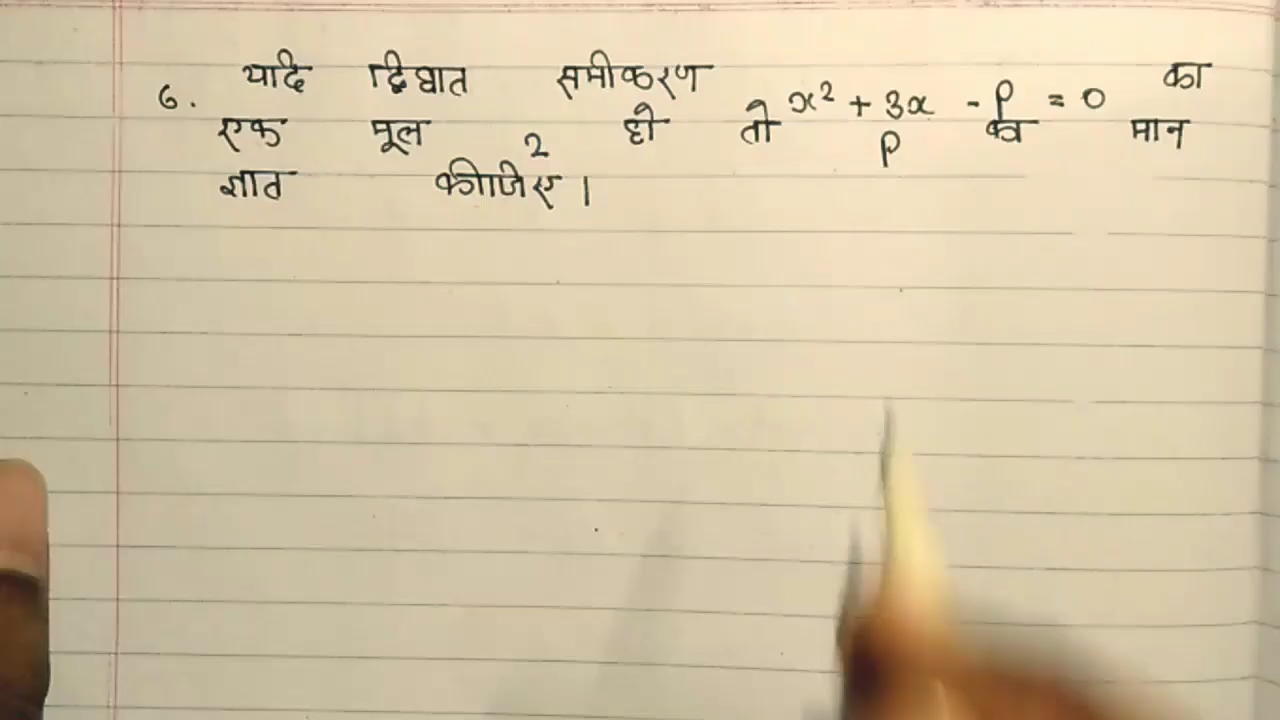 6. यदि द्विघात समीकरण x² + 3x - p = 0 का
एक मूल 2 हो तो p का मान
ज्ञात कीजिए।